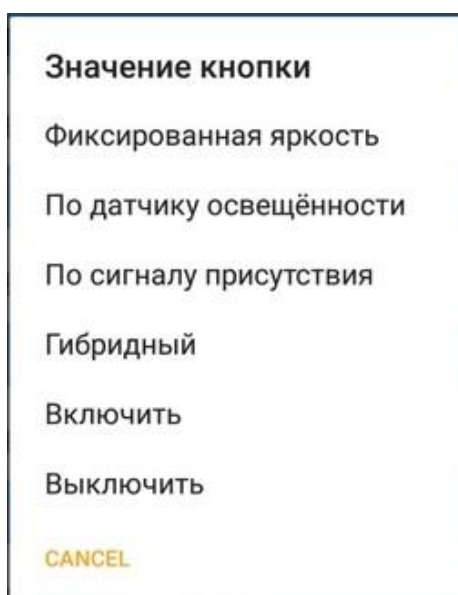 Значение кнопки
Фиксированная яркость
По датчику освещённости
По сигналу присутствия
Гибридный
Включить
Выключить
CANCEL